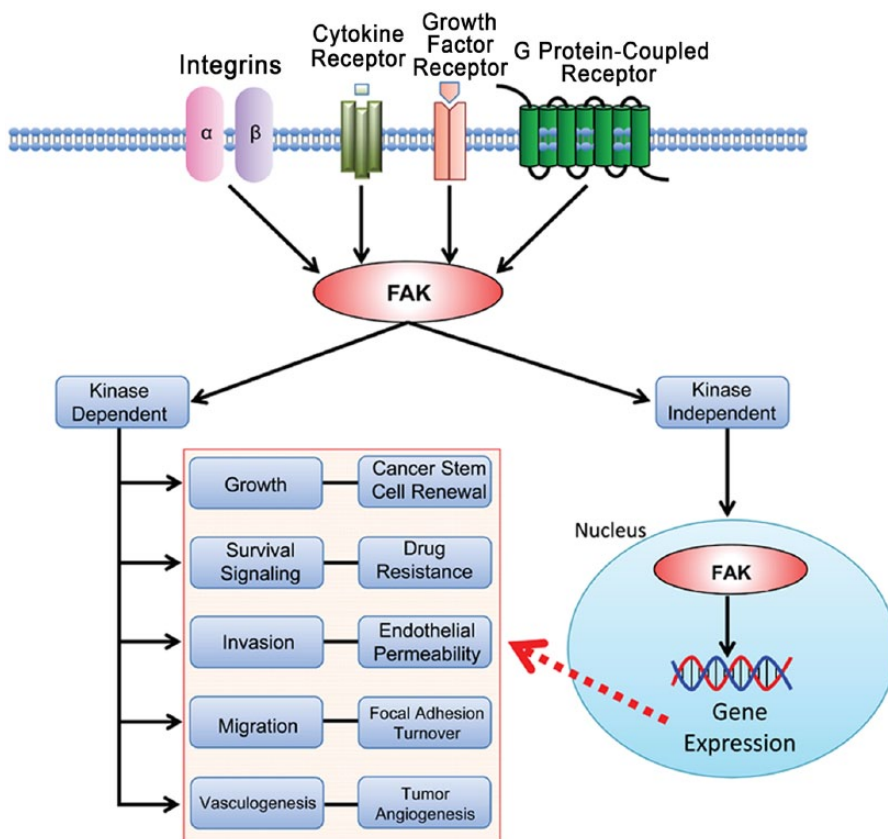 Integrins
Cytokine
Receptor
Growth
Factor
Receptor
G Protein-Coupled
Receptor
α
β
FAK
Kinase
Dependent
Kinase
Independent
Growth
Cancer Stem
Cell Renewal
Survival
Signaling
Drug
Resistance
Invasion
Endothelial
Permeability
Migration
Focal Adhesion
Turnover
Vasculogenesis
Tumor
Angiogenesis
Nucleus
FAK
Gene
Expression